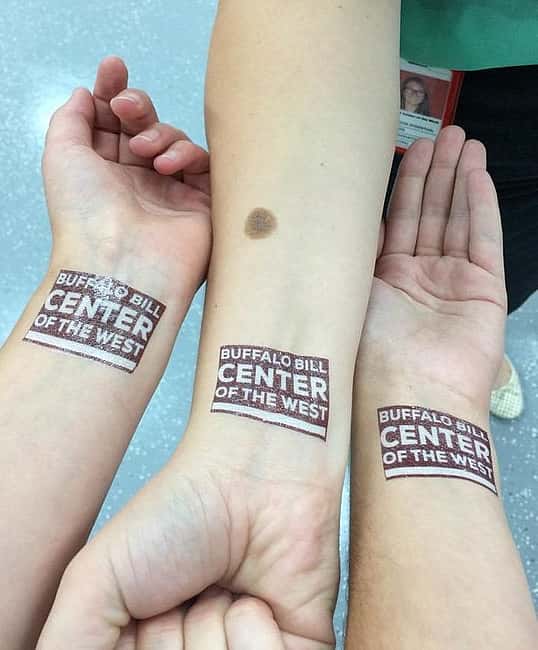 BUFFALO BILL
CENTER
OF THE WEST
BUFFALO BILL
CENTER
OF THE WEST
BUFFALO BILL
CENTER
OF THE WEST